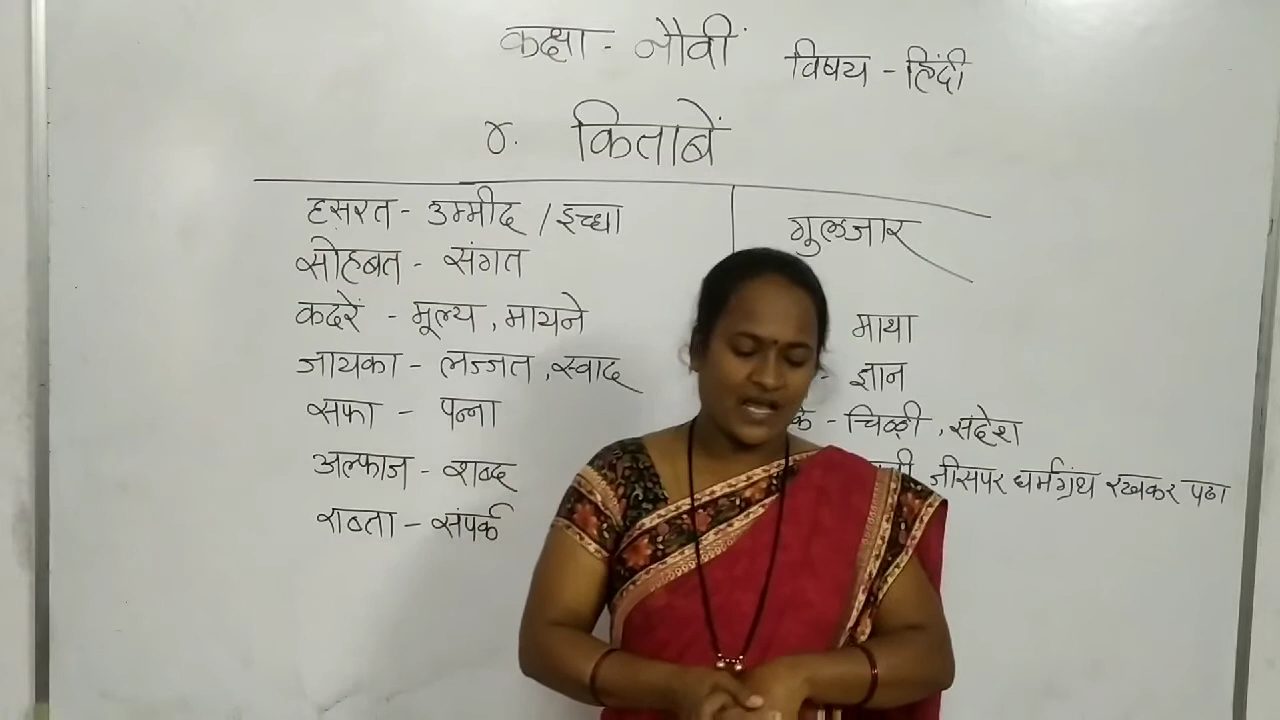 कक्षा - नौवीं विषय - हिंदी
४. किताबें
हसरत - उम्मीद / इच्छा
सोहबत - संगत
कदरें - मूल्य, मायने
जायका - लज्जत, स्वाद
सफा - पन्ना
अल्फाज - शब्द
राबता - संपर्क
गुलजार
माथा
- ज्ञान
- चिठ्ठी, संदेश
जीसपर धर्मग्रंथ रखकर पढा